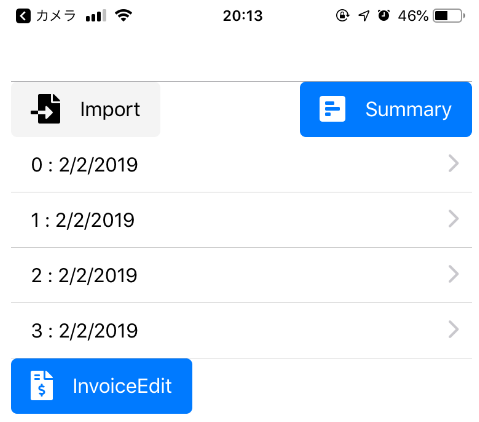 カメラ 20:13 46%
Import Summary
0 : 2/2/2019
1 : 2/2/2019
2 : 2/2/2019
3 : 2/2/2019
$ InvoiceEdit